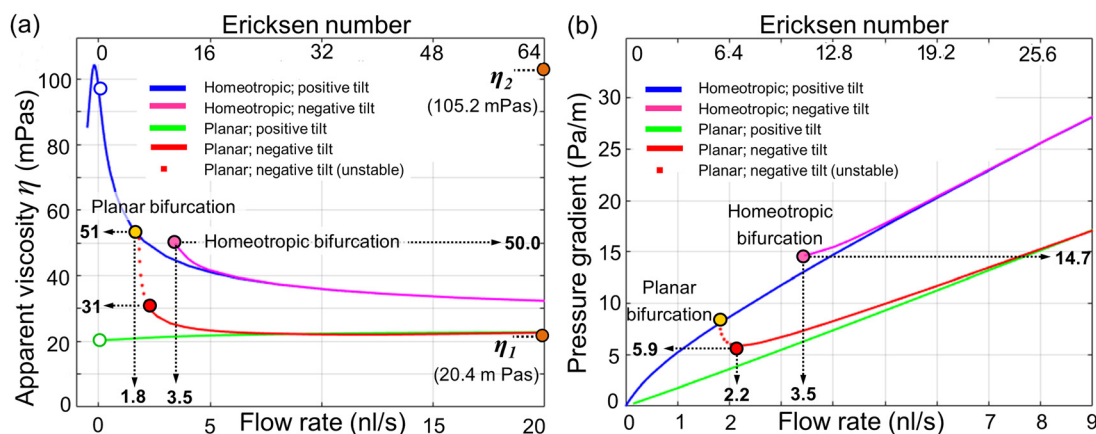 (a)
Ericksen number
0 16 32 48 64
Apparent viscosity η (mPas)
100
80
60
40
20
0
Homeotropic; positive tilt
Homeotropic; negative tilt
Planar; positive tilt
Planar; negative tilt
Planar; negative tilt (unstable)
η2
(105.2 mPas)
Planar bifurcation
51
Homeotropic bifurcation
50.0
31
η1
(20.4 m Pas)
1.8
3.5
0 5 10 15 20
Flow rate (nl/s)
(b)
Ericksen number
0 6.4 12.8 19.2 25.6
Pressure gradient (Pa/m)
30
25
20
15
10
5
0
Homeotropic; positive tilt
Homeotropic; negative tilt
Planar; positive tilt
Planar; negative tilt
Planar; negative tilt (unstable)
Homeotropic
bifurcation
14.7
Planar
bifurcation
5.9
2.2
3.5
0 1 2 7 8 9
Flow rate (nl/s)